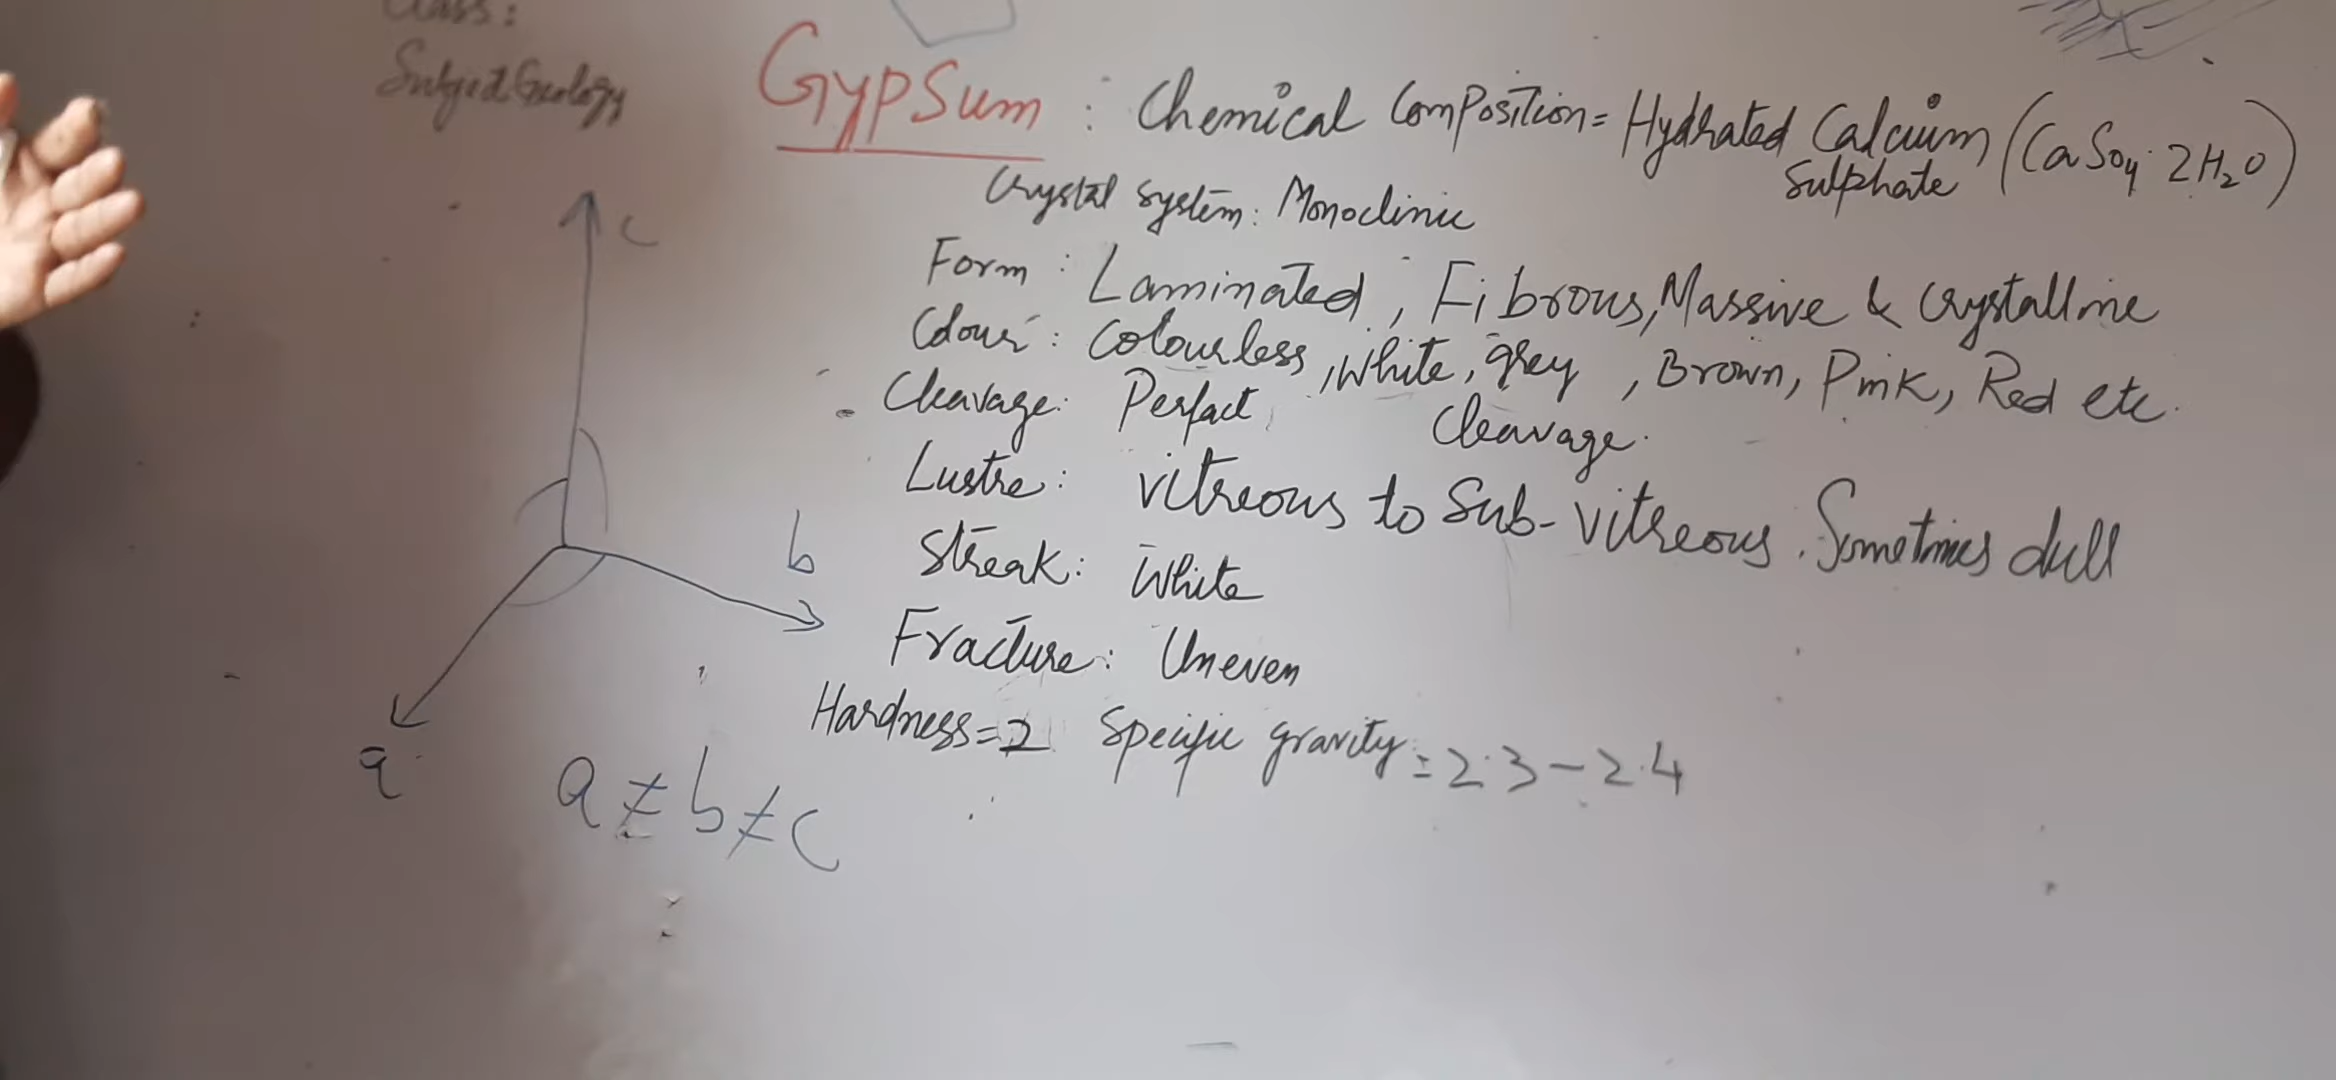 Class:
Subject Geology
GYPSum : Chemical Composition = Hydrated Calcium Sulphate (CaSO4. 2H2O)
Crystal system: Monoclinic
Form : Laminated, Fibrous, Massive & Crystalline
Colour : Colourless, White, grey, Brown, Pink, Red etc.
Cleavage: Perfect Cleavage.
Lustre: Vitreous to Sub-vitreous. Sometimes dull
Streak: White
Fracture: Uneven
Hardness = 2 Specific gravity = 2.3 - 2.4
c
b
a
a ≠ b ≠ c